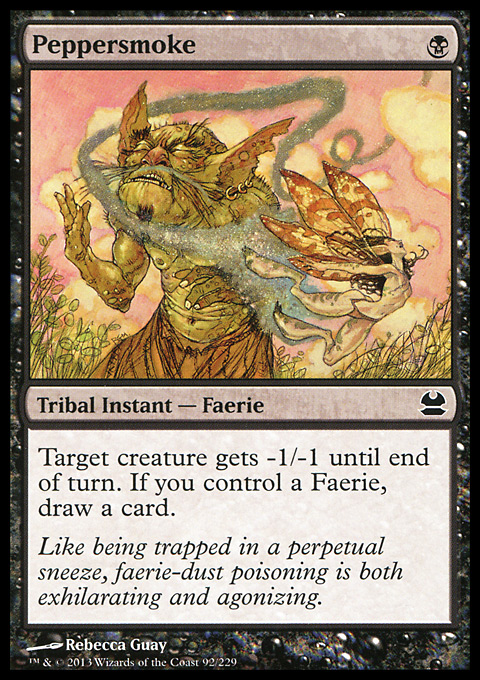 Peppersmoke
Tribal Instant — Faerie
Target creature gets -1/-1 until end
of turn. If you control a Faerie,
draw a card.
Like being trapped in a perpetual
sneeze, faerie-dust poisoning is both
exhilarating and agonizing.
Rebecca Guay
™ & © 2013 Wizards of the Coast 92/229